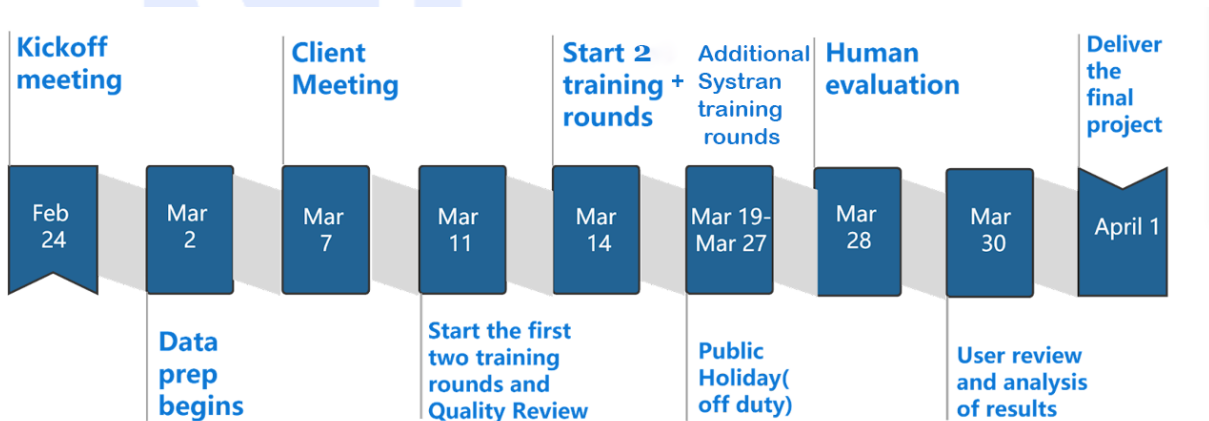 Kickoff
meeting
Client
Meeting
Start 2
training +
rounds
Additional
Systran
training
rounds
Human
evaluation
Deliver
the
final
project
Feb
24
Mar
2
Mar
7
Mar
11
Mar
14
Mar 19-
Mar 27
Mar
28
Mar
30
April 1
Data
prep
begins
Start the first
two training
rounds and
Quality Review
Public
Holiday(
off duty)
User review
and analysis
of results